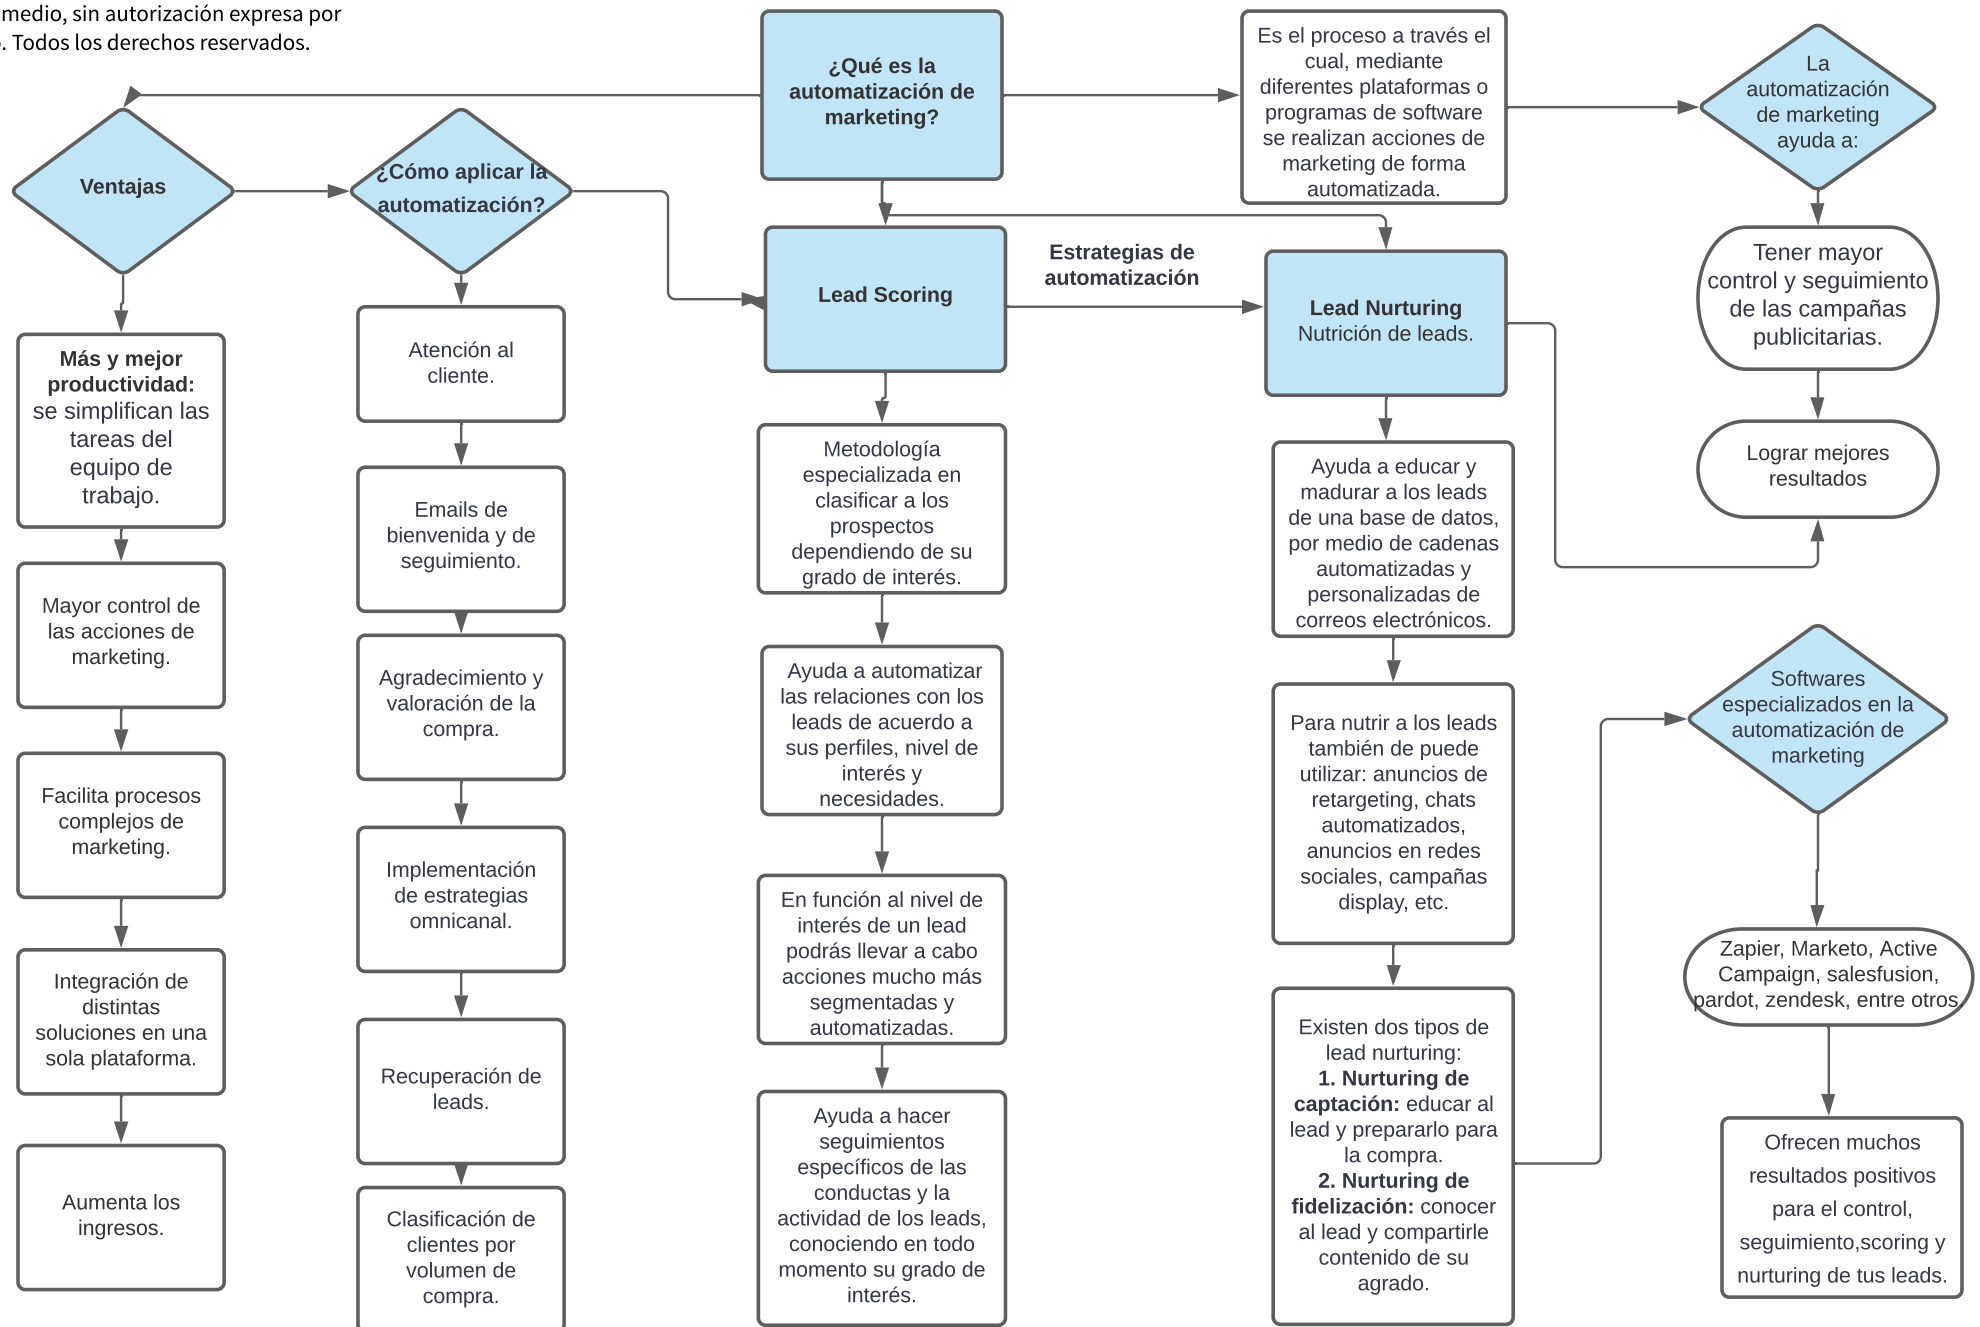 medio, sin autorización expresa por
. Todos los derechos reservados.
¿Qué es la
automatización de
marketing?
Es el proceso a través el
cual, mediante
diferentes plataformas o
programas de software
se realizan acciones de
marketing de forma
automatizada.
La
automatización
de marketing
ayuda a:
Tener mayor
control y seguimiento
de las campañas
publicitarias.
Lograr mejores
resultados
Ventajas
Más y mejor
productividad:
se simplifican las
tareas del
equipo de
trabajo.
Mayor control de
las acciones de
marketing.
Facilita procesos
complejos de
marketing.
Integración de
distintas
soluciones en una
sola plataforma.
Aumenta los
ingresos.
¿Cómo aplicar la
automatización?
Atención al
cliente.
Emails de
bienvenida y de
seguimiento.
Agradecimiento y
valoración de la
compra.
Implementación
de estrategias
omnicanal.
Recuperación de
leads.
Clasificación de
clientes por
volumen de
compra.
Lead Scoring
Metodología
especializada en
clasificar a los
prospectos
dependiendo de su
grado de interés.
Ayuda a automatizar
las relaciones con los
leads de acuerdo a
sus perfiles, nivel de
interés y
necesidades.
En función al nivel de
interés de un lead
podrás llevar a cabo
acciones mucho más
segmentadas y
automatizadas.
Ayuda a hacer
seguimientos
específicos de las
conductas y la
actividad de los leads,
conociendo en todo
momento su grado de
interés.
Estrategias de
automatización
Lead Nurturing
Nutrición de leads.
Ayuda a educar y
madurar a los leads
de una base de datos,
por medio de cadenas
automatizadas y
personalizadas de
correos electrónicos.
Para nutrir a los leads
también de puede
utilizar: anuncios de
retargeting, chats
automatizados,
anuncios en redes
sociales, campañas
display, etc.
Existen dos tipos de
lead nurturing:
1. Nurturing de
captación: educar al
lead y prepararlo para
la compra.
2. Nurturing de
fidelización: conocer
al lead y compartirle
contenido de su
agrado.
Softwares
especializados en la
automatización de
marketing
Zapier, Marketo, Active
Campaign, salesfusion,
pardot, zendesk, entre otros.
Ofrecen muchos
resultados positivos
para el control,
seguimiento,scoring y
nurturing de tus leads.